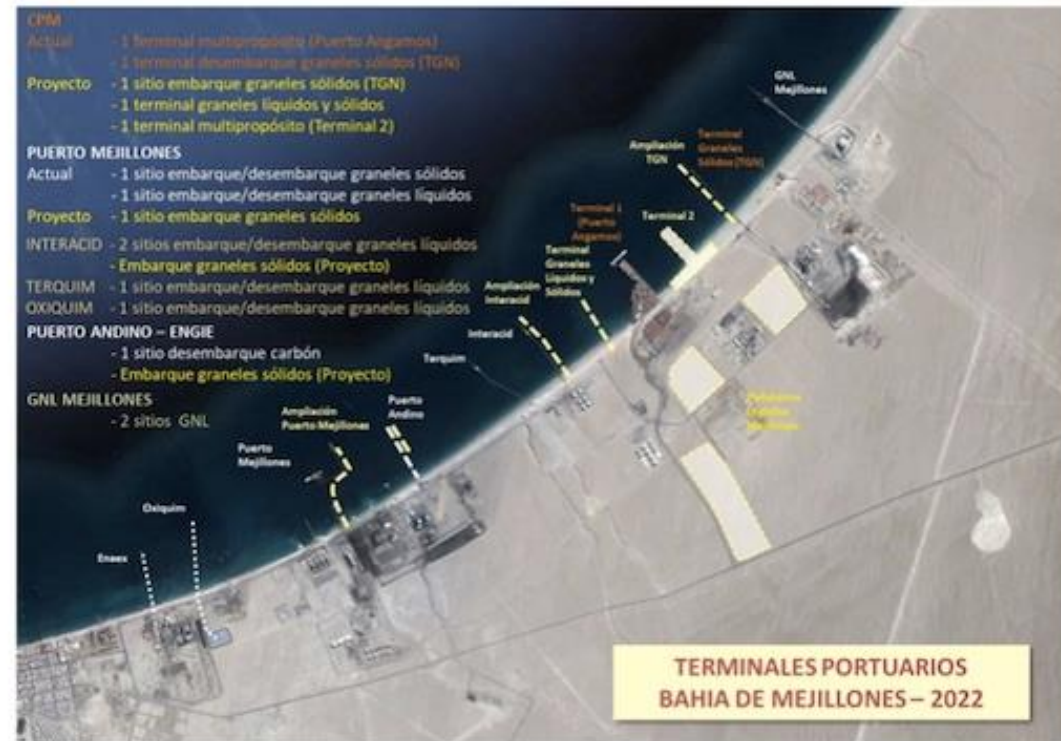 CPM
Actual - 1 terminal multipropósito (Puerto Angamos)
- 1 terminal desembarque graneles sólidos (TGN)
Proyecto - 1 sitio embarque graneles sólidos (TGN)
- 1 terminal graneles líquidos y sólidos
- 1 terminal multipropósito (Terminal 2)
PUERTO MEJILLONES
Actual - 1 sitio embarque/desembarque graneles sólidos
- 1 sitio embarque/desembarque graneles líquidos
Proyecto - 1 sitio embarque graneles sólidos
INTERACID - 2 sitios embarque/desembarque graneles líquidos
- Embarque graneles sólidos (Proyecto)
TERQUIM - 1 sitio embarque/desembarque graneles líquidos
OXIQUIM - 1 sitio embarque/desembarque graneles líquidos
PUERTO ANDINO – ENGIE
- 1 sitio desembarque carbón
- Embarque graneles sólidos (Proyecto)
GNL MEJILLONES
- 2 sitios GNL
GNL
Mejillones
Ampliación
TGN
Terminal
Graneles
Sólidos (TGN)
Terminal 2
Terminal 1
(Puerto
Angamos)
Terminal
Graneles
Líquidos y
Sólidos
Ampliación
Interacid
Interacid
Terquim
Puerto
Andino
Ampliación
Puerto Mejillones
Puerto
Mejillones
Oxiquim
Enaex
TERMINALES PORTUARIOS
BAHIA DE MEJILLONES – 2022